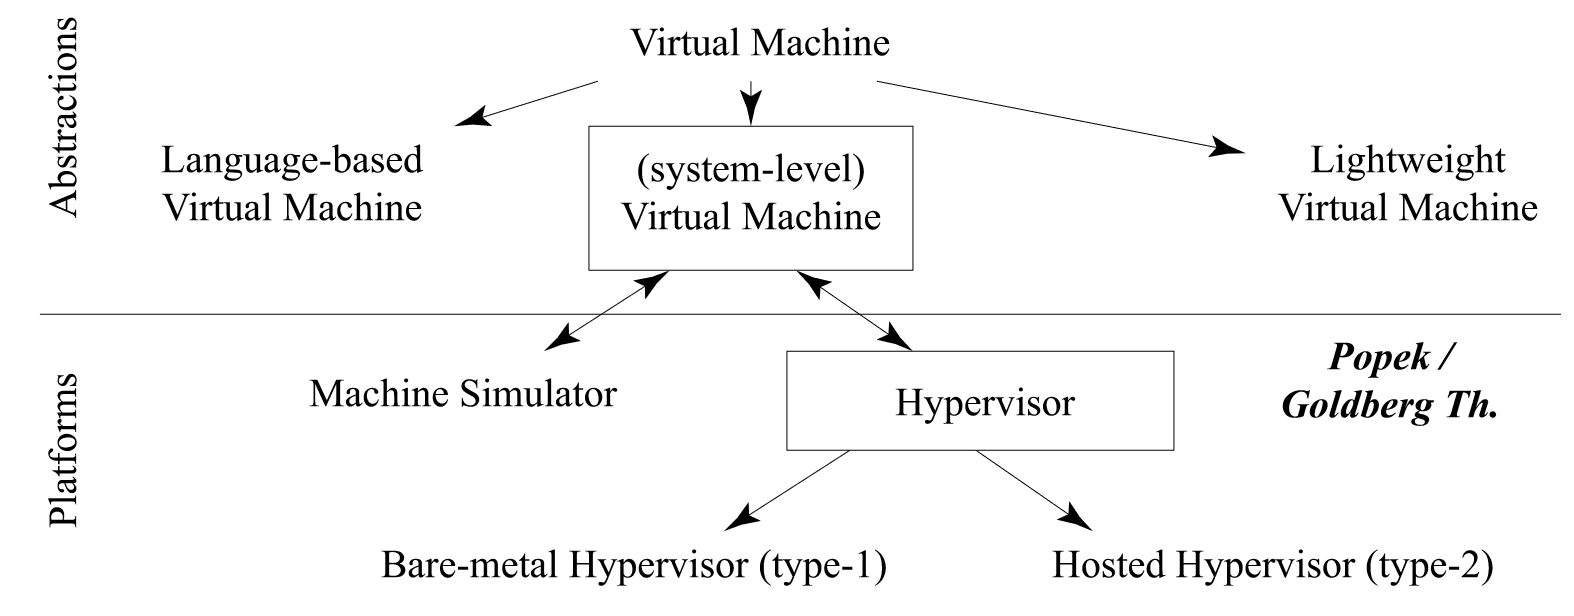 Abstractions
Virtual Machine
Language-based
Virtual Machine
(system-level)
Virtual Machine
Lightweight
Virtual Machine
Platforms
Machine Simulator
Hypervisor
Popek /
Goldberg Th.
Bare-metal Hypervisor (type-1)
Hosted Hypervisor (type-2)